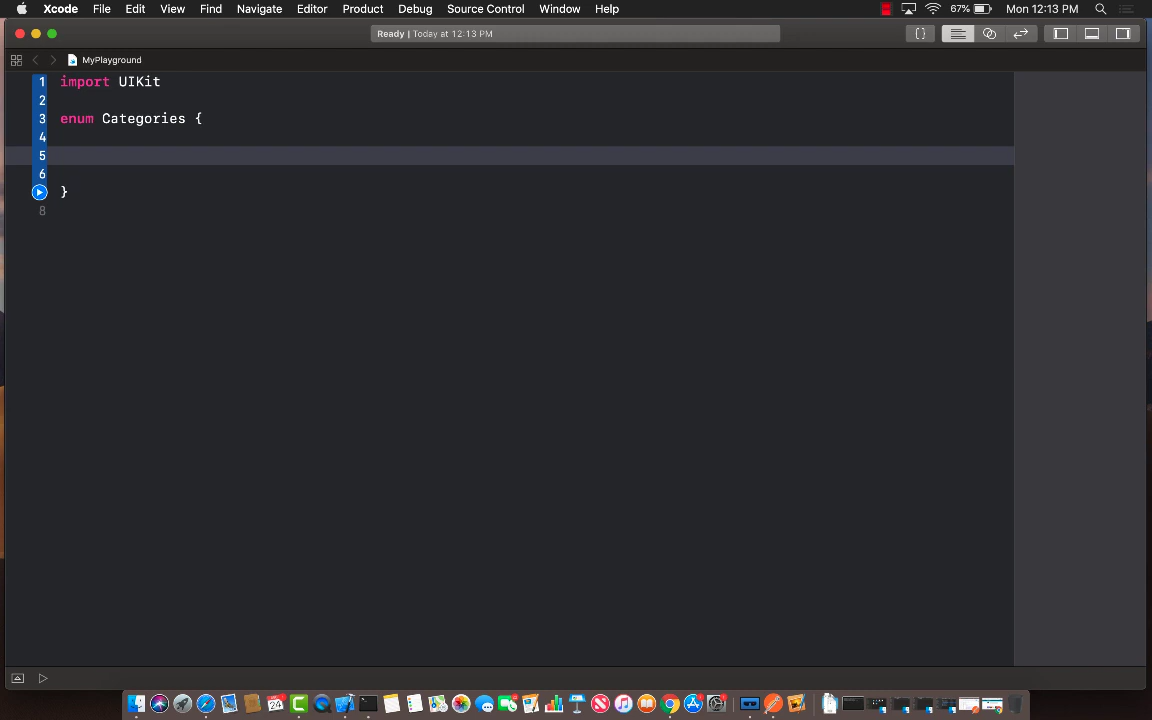 Xcode File Edit View Find Navigate Editor Product Debug Source Control Window Help 67% Mon 12:13 PM
Ready | Today at 12:13 PM { }
MyPlayground
1 import UIKit
2
3 enum Categories {
4
5
6
}
8
24